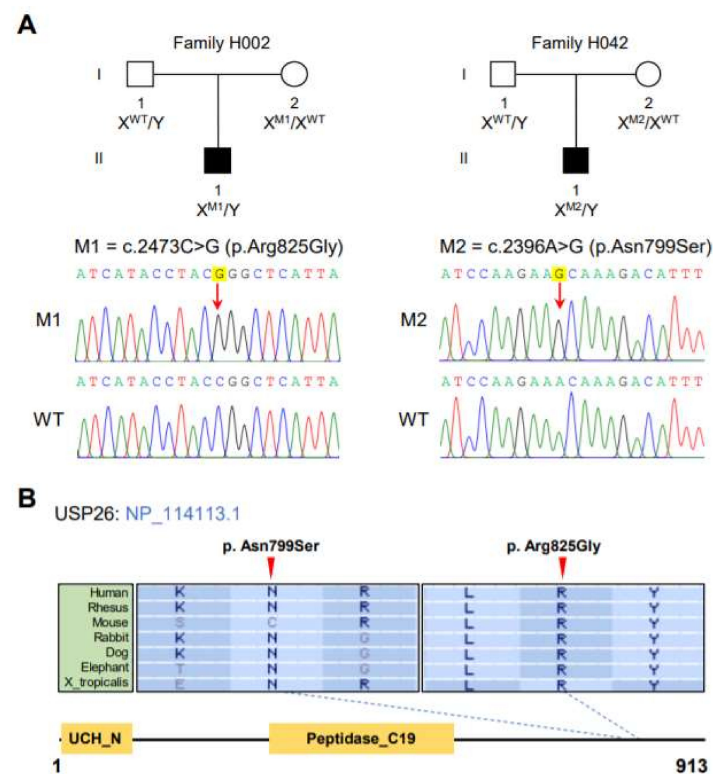 A
Family H002
Family H042
I
I
1
2
1
2
X^WT/Y
X^M1/X^WT
X^WT/Y
X^M2/X^WT
II
II
1
1
X^M1/Y
X^M2/Y
M1 = c.2473C>G (p.Arg825Gly)
M2 = c.2396A>G (p.Asn799Ser)
ATCATACCTACGGGCTCATTA
ATCCAAGAAGCAAAGACATTT
M1
M2
ATCATACCTACCGGCTCATTA
ATCCAAGAAACAAAGACATTT
WT
WT
B
USP26: NP_114113.1
p. Asn799Ser
p. Arg825Gly
Human K N R L R Y
Rhesus K N R L R Y
Mouse S C R L R Y
Rabbit K N G L R Y
Dog K N G L R Y
Elephant T N G L R Y
X_tropicalis E N R L R Y
UCH_N
Peptidase_C19
1
913